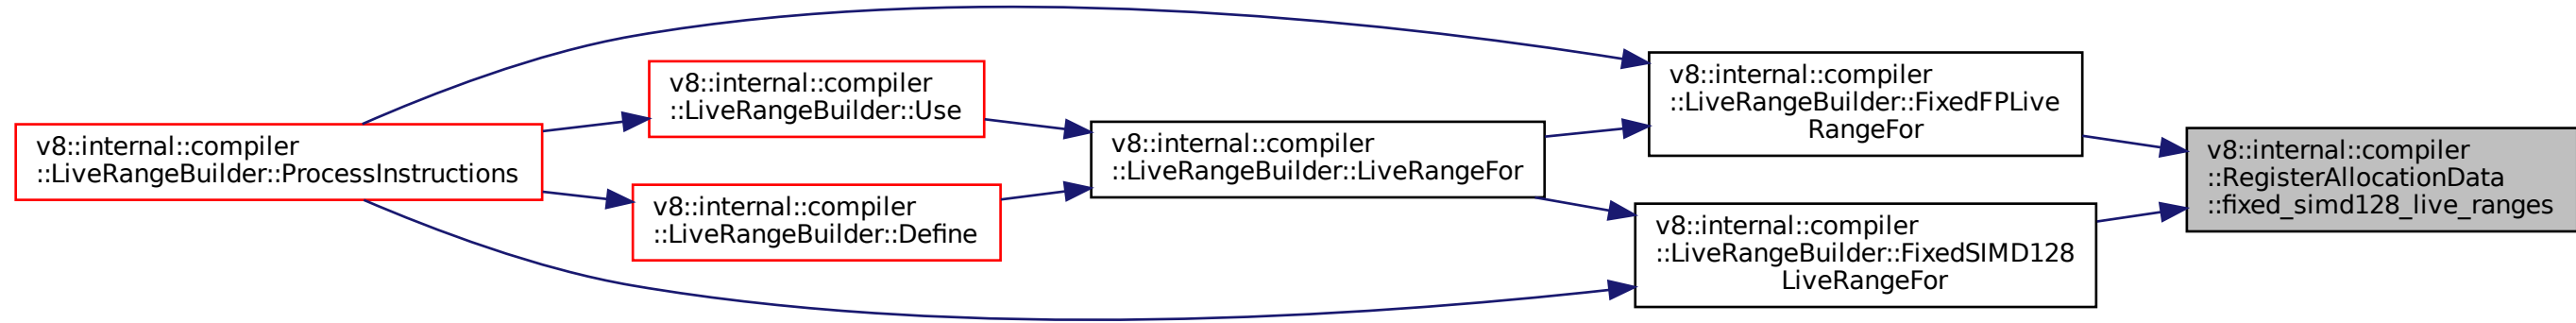 v8::internal::compiler
::LiveRangeBuilder::ProcessInstructions
v8::internal::compiler
::LiveRangeBuilder::Use
v8::internal::compiler
::LiveRangeBuilder::Define
v8::internal::compiler
::LiveRangeBuilder::LiveRangeFor
v8::internal::compiler
::LiveRangeBuilder::FixedFPLive
RangeFor
v8::internal::compiler
::LiveRangeBuilder::FixedSIMD128
LiveRangeFor
v8::internal::compiler
::RegisterAllocationData
::fixed_simd128_live_ranges